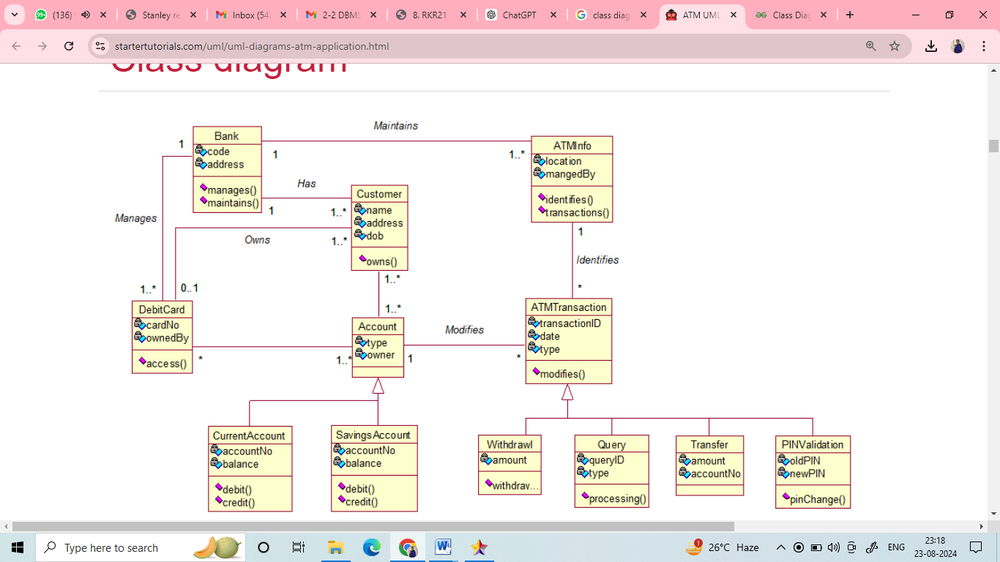 (136)
Stanley re
Inbox (54
2-2 DBMS
8. RKR21
ChatGPT
class diag
ATM UML
Class Diag
startertutorials.com/uml/uml-diagrams-atm-application.html
Class diagram
Maintains
Bank
code
address
manages()
maintains()
1
1
1..*
ATMInfo
location
mangedBy
identifies()
transactions()
Has
1
1..*
Customer
name
address
dob
owns()
Manages
Owns
1..*
1
Identifies
*
1..*
0..1
1..*
1..*
DebitCard
cardNo
ownedBy
access()
Account
type
owner
Modifies
ATMTransaction
transactionID
date
type
modifies()
*
1..*
1
*
CurrentAccount
accountNo
balance
debit()
credit()
SavingsAccount
accountNo
balance
debit()
credit()
Withdrawl
amount
withdrav...
Query
queryID
type
processing()
Transfer
amount
accountNo
PINValidation
oldPIN
newPIN
pinChange()
Type here to search
1
26°C Haze
ENG
23:18
23-08-2024